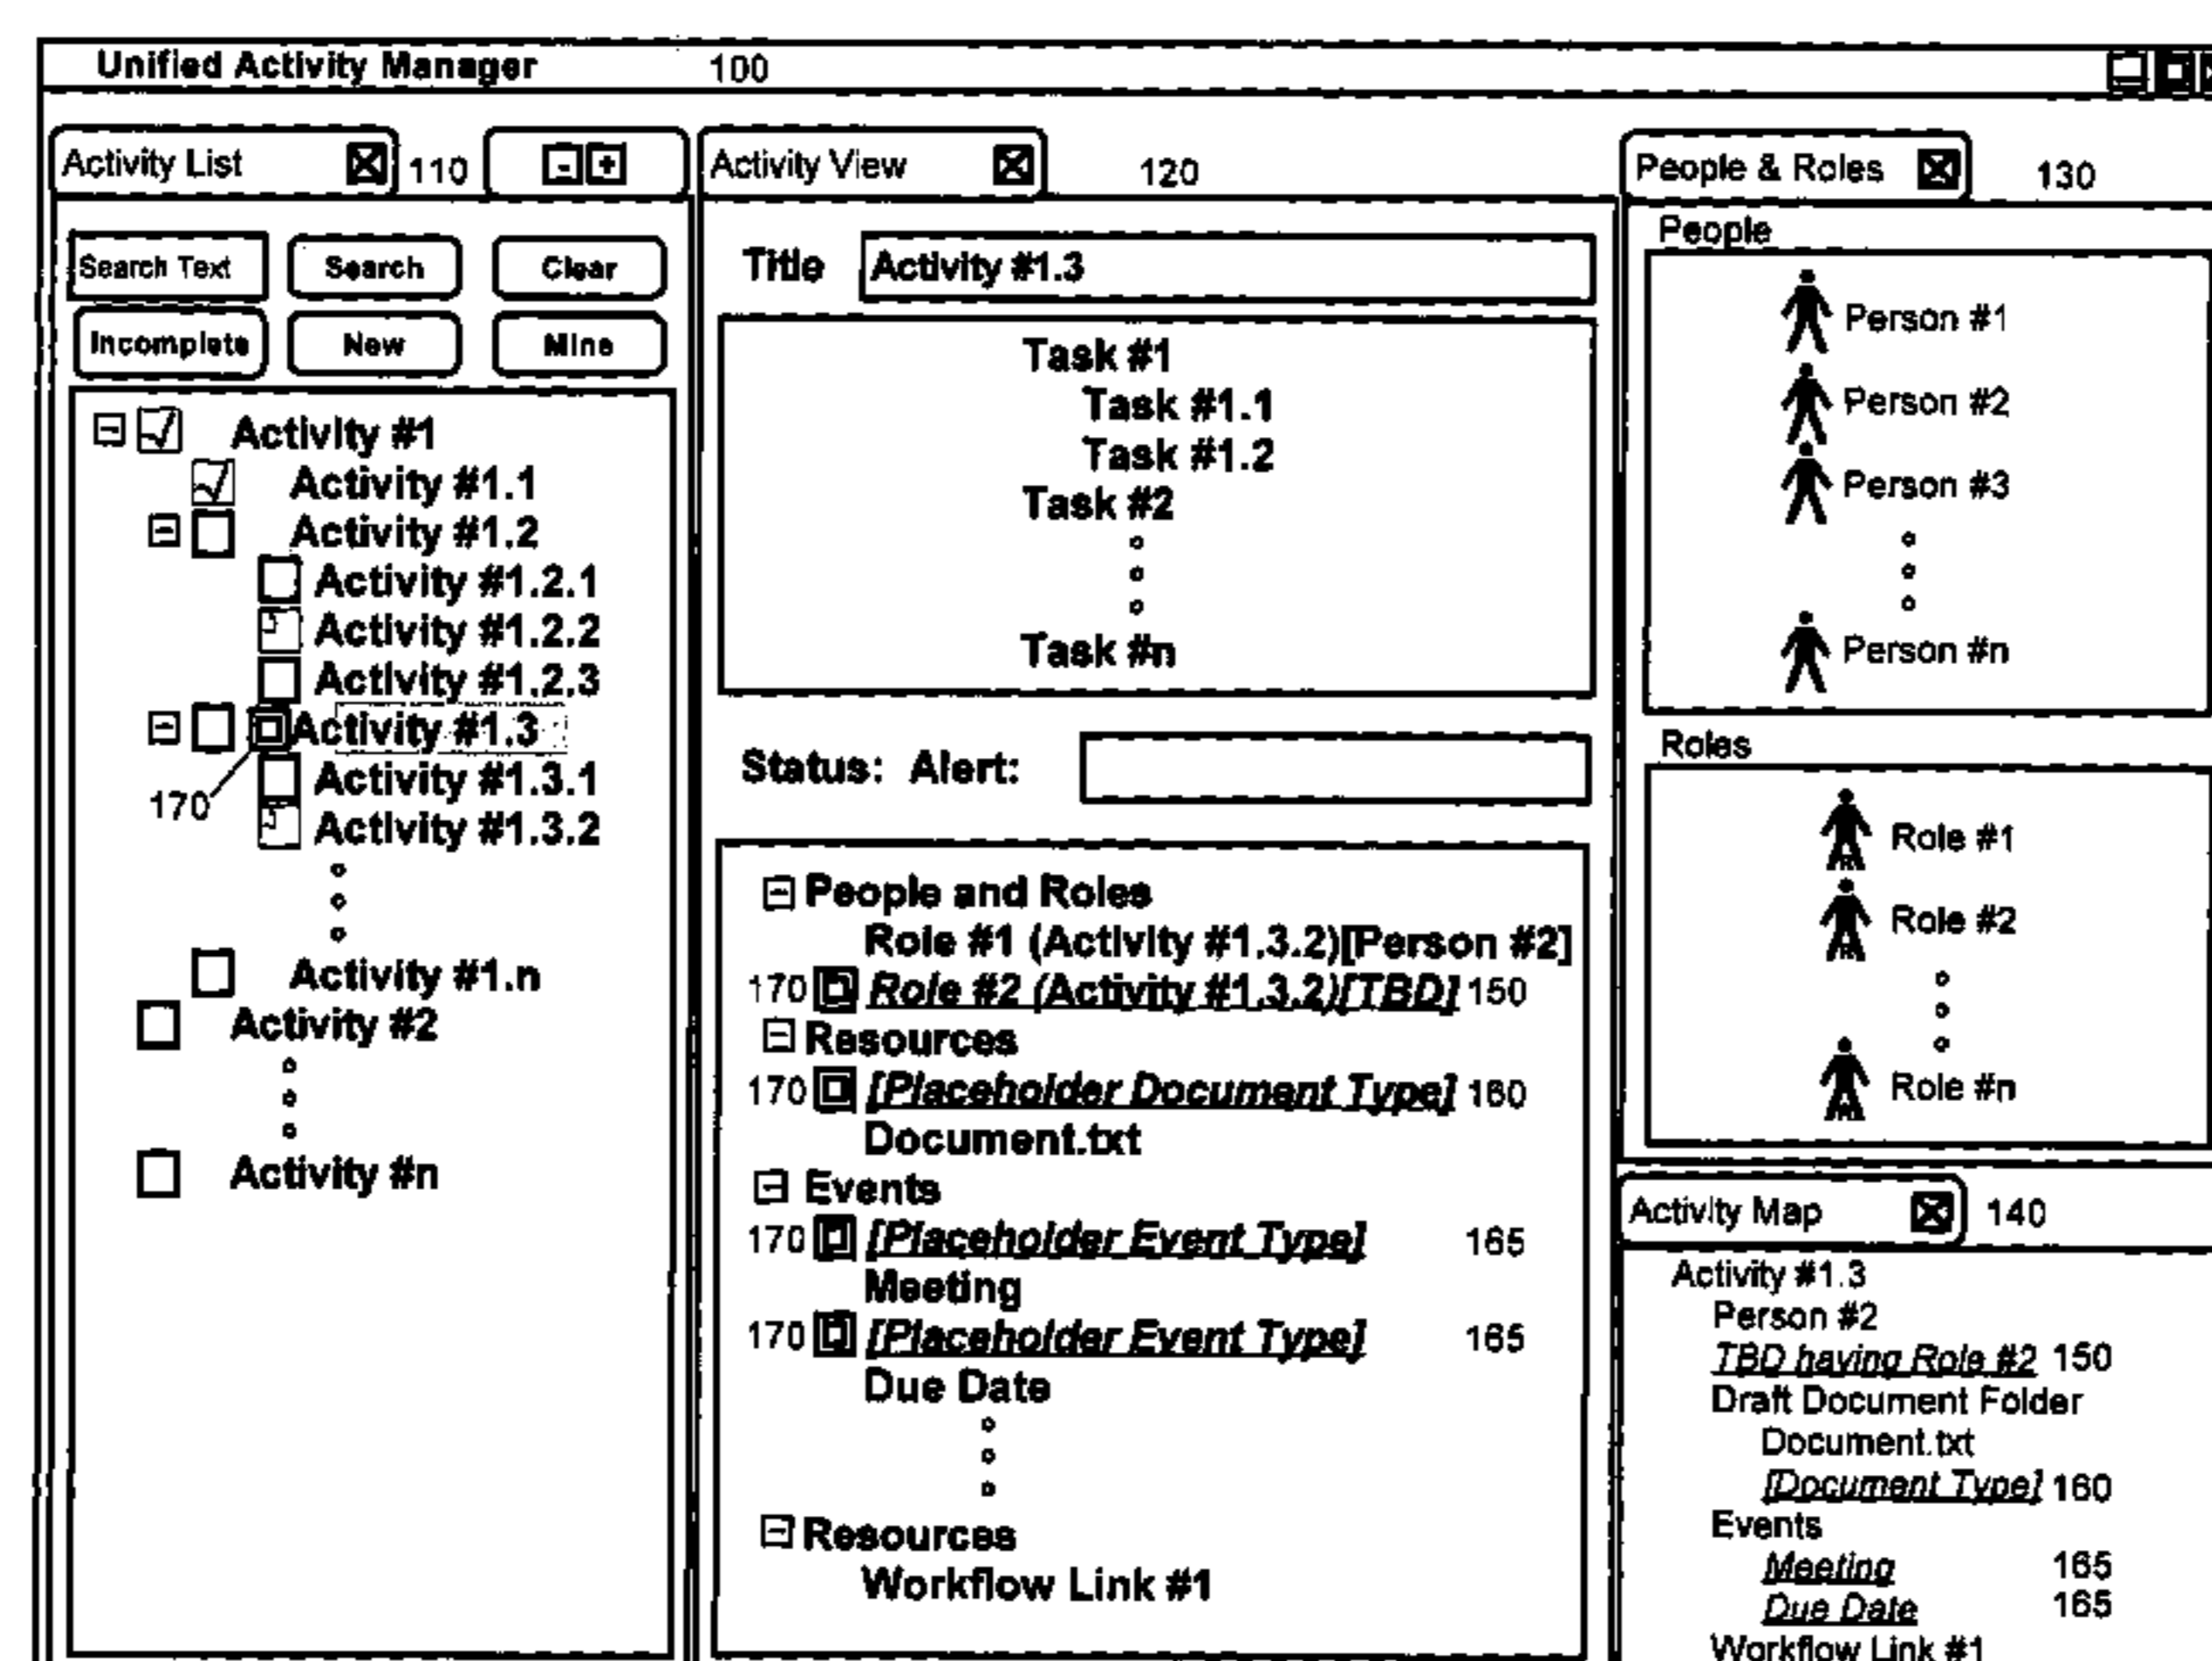 Unified Activity Manager 100
Activity List 110 - +
Search Text Search Clear
Incomplete New Mine
Activity #1
Activity #1.1
Activity #1.2
Activity #1.2.1
Activity #1.2.2
Activity #1.2.3
Activity #1.3
170
Activity #1.3.1
Activity #1.3.2
Activity #1.n
Activity #2
Activity #n
Activity View 120
Title Activity #1.3
Task #1
Task #1.1
Task #1.2
Task #2
Task #n
Status: Alert:
People and Roles
Role #1 (Activity #1.3.2)[Person #2]
170 Role #2 (Activity #1.3.2)[TBD] 150
Resources
170 [Placeholder Document Type] 160
Document.txt
Events
170 [Placeholder Event Type] 165
Meeting
170 [Placeholder Event Type] 165
Due Date
Resources
Workflow Link #1
People & Roles 130
People
Person #1
Person #2
Person #3
Person #n
Roles
R Role #1
R Role #2
R Role #n
Activity Map 140
Activity #1.3
Person #2
TBD having Role #2 150
Draft Document Folder
Document.txt
[Document Type] 160
Events
Meeting 165
Due Date 165
Workflow Link #1